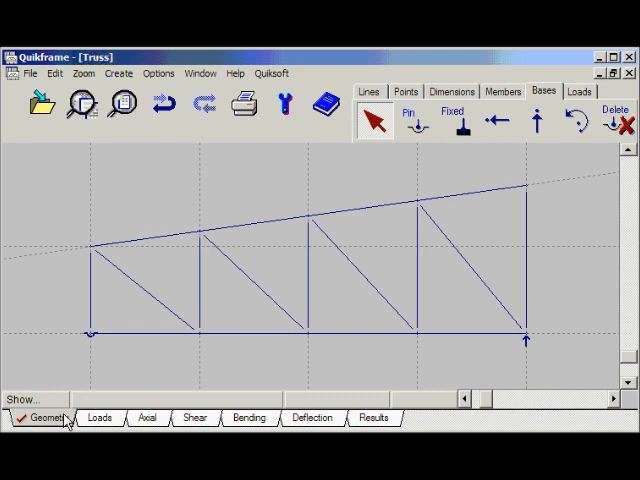 Quikframe - [Truss]
File Edit Zoom Create Options Window Help Quiksoft
Lines Points Dimensions Members Bases Loads
Pin Fixed Delete
Show...
Loads Axial Shear Bending Deflection Results